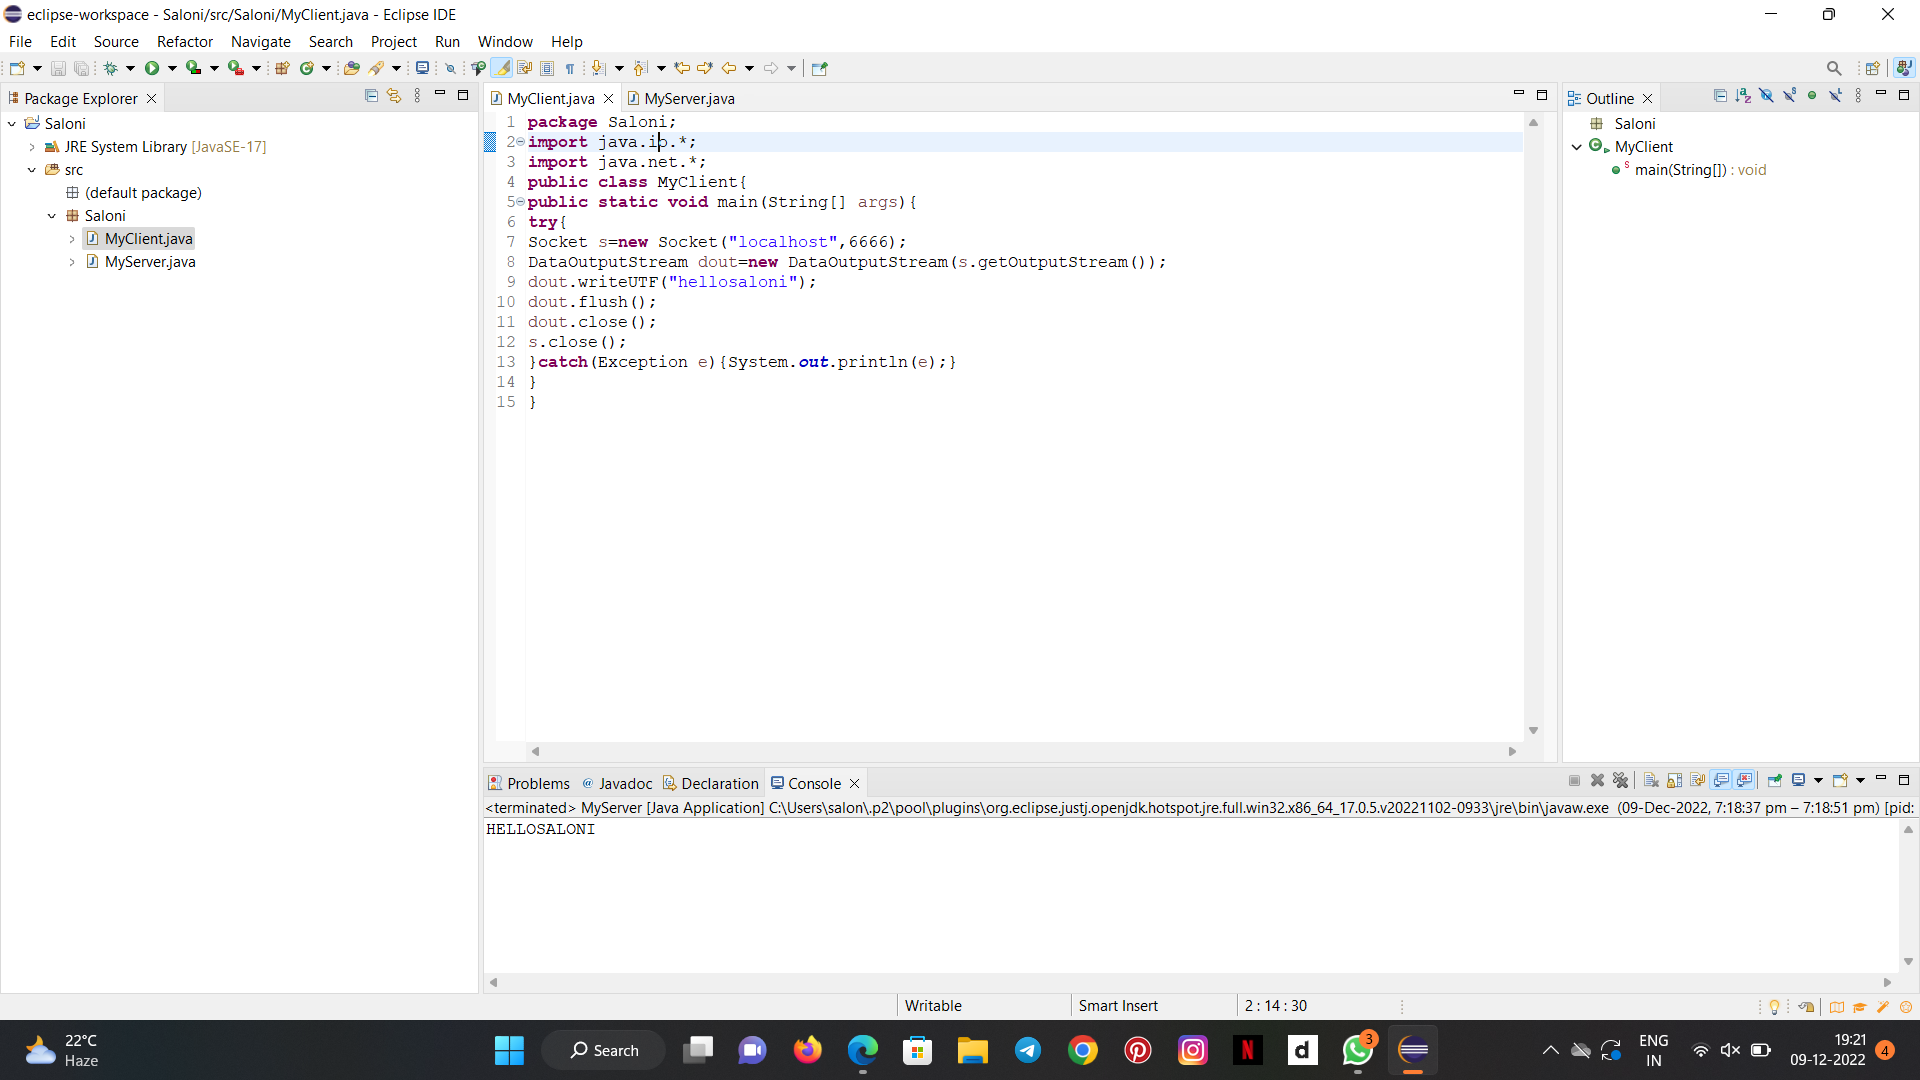 eclipse-workspace - Saloni/src/Saloni/MyClient.java - Eclipse IDE
File Edit Source Refactor Navigate Search Project Run Window Help
Package Explorer
Saloni
JRE System Library [JavaSE-17]
src
(default package)
Saloni
MyClient.java
MyServer.java
MyClient.java MyServer.java
1 package Saloni;
2 import java.io.*;
3 import java.net.*;
4 public class MyClient{
5 public static void main(String[] args){
6 try{
7 Socket s=new Socket("localhost",6666);
8 DataOutputStream dout=new DataOutputStream(s.getOutputStream());
9 dout.writeUTF("hellosaloni");
10 dout.flush();
11 dout.close();
12 s.close();
13 }catch(Exception e){System.out.println(e);}
14 }
15 }
Outline
Saloni
MyClient
main(String[]) : void
Problems @ Javadoc Declaration Console
<terminated> MyServer [Java Application] C:\Users\salon\.p2\pool\plugins\org.eclipse.justj.openjdk.hotspot.jre.full.win32.x86_64_17.0.5.v20221102-0933\jre\bin\javaw.exe (09-Dec-2022, 7:18:37 pm – 7:18:51 pm) [pid:
HELLOSALONI
Writable Smart Insert 2 : 14 : 30
22°C
Haze
Search
3
ENG
IN
19:21
09-12-2022
4